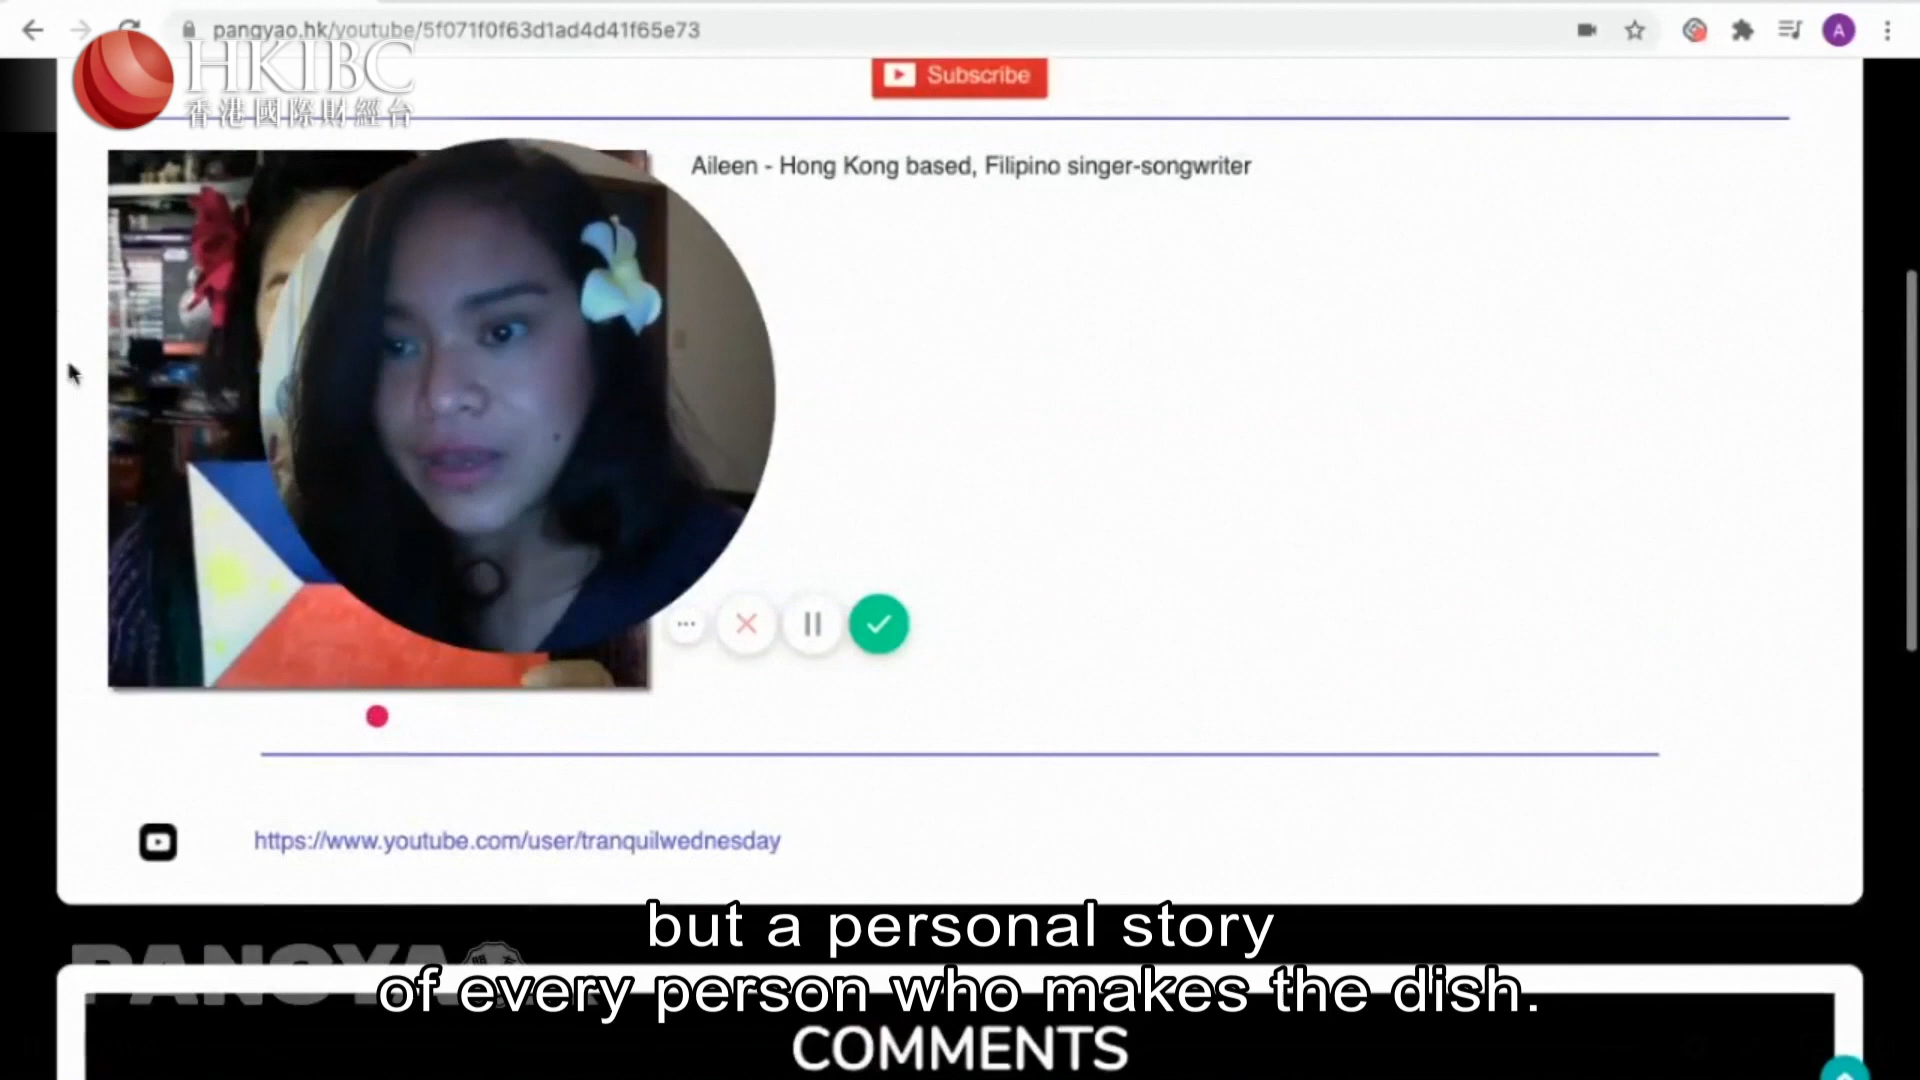 pangyao.hk/youtube/5f071f0f63d1ad4d41f65e73
A
HKIBC
香港國際財經台
Subscribe
Aileen - Hong Kong based, Filipino singer-songwriter
https://www.youtube.com/user/tranquilwednesday
but a personal story
PANGYAO
of every person who makes the dish.
COMMENTS